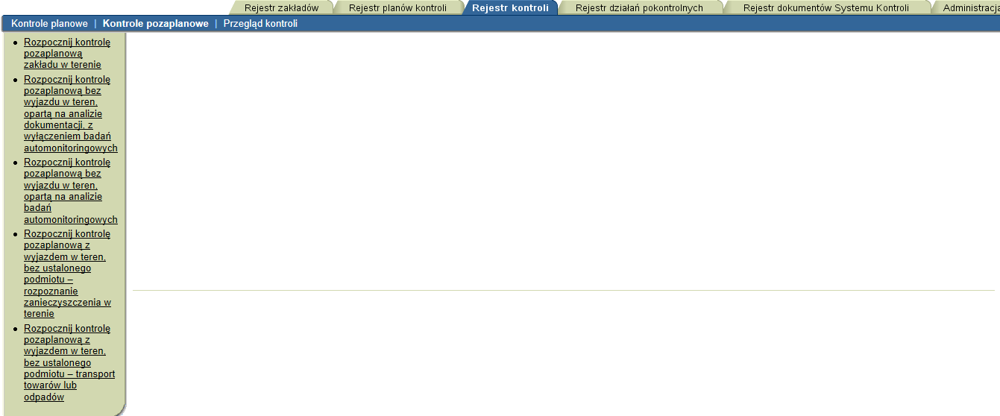 Rejestr zakładów Rejestr planów kontroli Rejestr kontroli Rejestr działań pokontrolnych Rejestr dokumentów Systemu Kontroli Administracja
Kontrole planowe | Kontrole pozaplanowe | Przegląd kontroli
Rozpocznij kontrolę
pozaplanową
zakładu w terenie
Rozpocznij kontrolę
pozaplanową bez
wyjazdu w teren,
opartą na analizie
dokumentacji, z
wyłączeniem badań
automonitoringowych
Rozpocznij kontrolę
pozaplanową bez
wyjazdu w teren,
opartą na analizie
badań
automonitoringowych
Rozpocznij kontrolę
pozaplanową z
wyjazdem w teren,
bez ustalonego
podmiotu –
rozpoznanie
zanieczyszczenia w
terenie
Rozpocznij kontrolę
pozaplanową z
wyjazdem w teren,
bez ustalonego
podmiotu – transport
towarów lub
odpadów